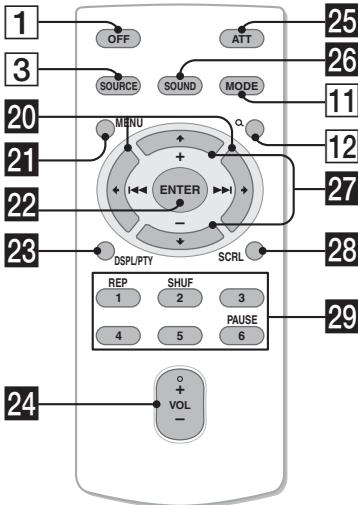 1 OFF ATT 25
3 SOURCE SOUND MODE 26
11
20 MENU 12
21
+
22 ENTER 27
−
23 DSPL/PTY SCRL 28
REP SHUF
1 2 3
PAUSE 29
4 5 6
24 + VOL −